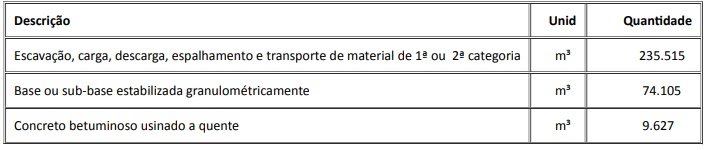 Descrição Unid Quantidade
Escavação, carga, descarga, espalhamento e transporte de material de 1ª ou 2ª categoria m³ 235.515
Base ou sub-base estabilizada granulométricamente m³ 74.105
Concreto betuminoso usinado a quente m³ 9.627